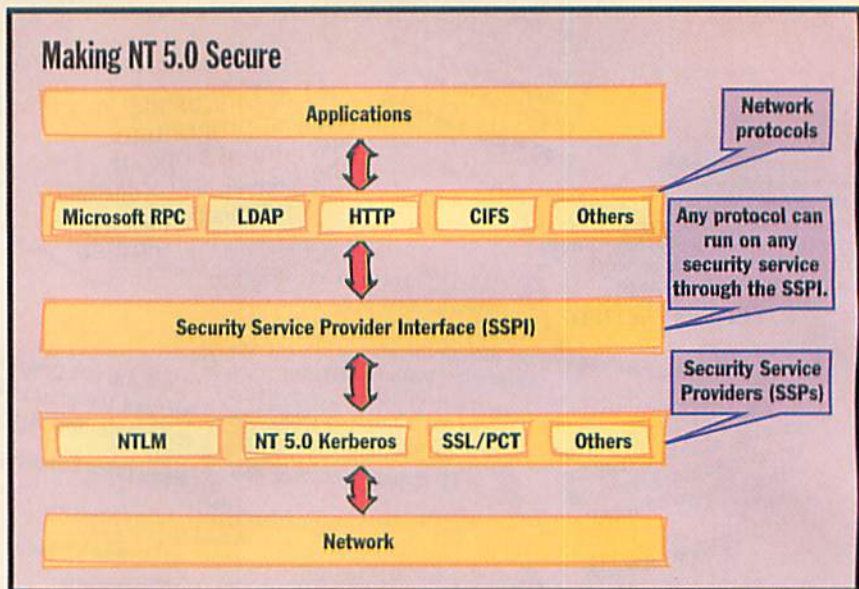 Making NT 5.0 Secure
Applications
Network
protocols
Microsoft RPC
LDAP
HTTP
CIFS
Others
Any protocol can
run on any
security service
through the SSPI.
Security Service Provider Interface (SSPI)
Security Service
Providers (SSPs)
NTLM
NT 5.0 Kerberos
SSL/PCT
Others
Network